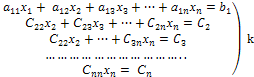 a₁₁x₁ + a₁₂x₂ + a₁₃x₃ + ⋯ + a₁ₙxₙ = b₁
C₂₂x₂ + C₂₃x₃ + ⋯ + C₂ₙxₙ = C₂
C₂₂x₂ + ⋯ + C₃ₙxₙ = C₃
……………………………..
Cₙₙxₙ = Cₙ
) k